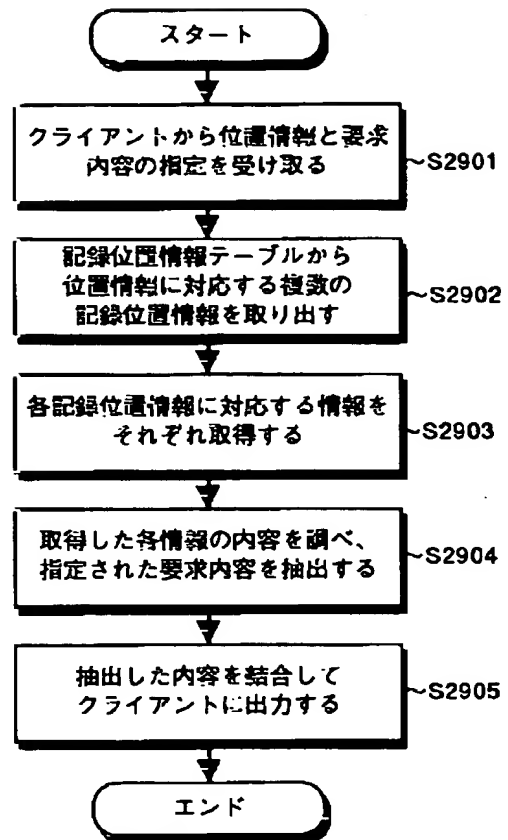 スタート
クライアントから位置情報と要求
内容の指定を受け取る
~S2901
記録位置情報テーブルから
位置情報に対応する複数の
記録位置情報を取り出す
~S2902
各記録位置情報に対応する情報を
それぞれ取得する
~S2903
取得した各情報の内容を調べ、
指定された要求内容を抽出する
~S2904
抽出した内容を結合して
クライアントに出力する
~S2905
エンド